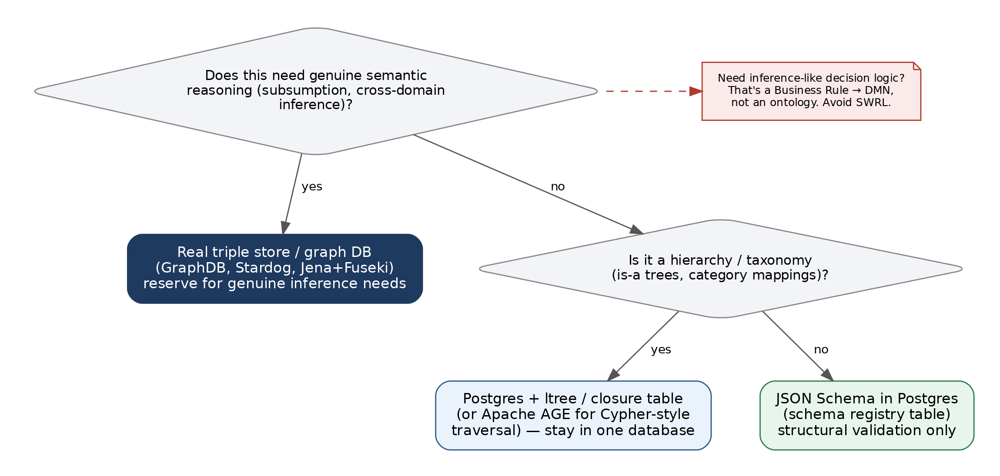 Does this need genuine semantic
reasoning (subsumption, cross-domain
inference)?
Need inference-like decision logic?
That's a Business Rule → DMN,
not an ontology. Avoid SWRL.
yes
no
Real triple store / graph DB
(GraphDB, Stardog, Jena+Fuseki)
reserve for genuine inference needs
Is it a hierarchy / taxonomy
(is-a trees, category mappings)?
yes
no
Postgres + ltree / closure table
(or Apache AGE for Cypher-style
traversal) — stay in one database
JSON Schema in Postgres
(schema registry table)
structural validation only